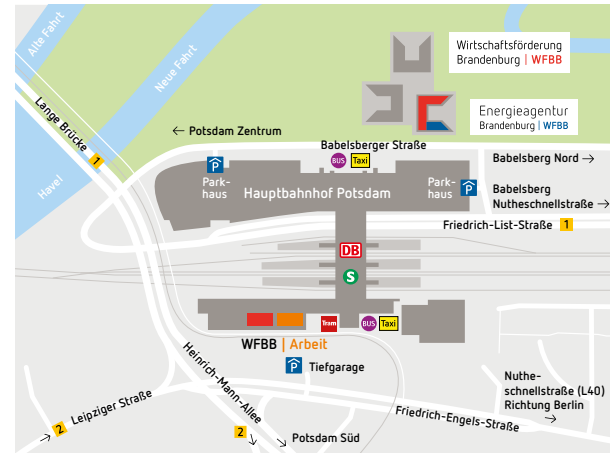 Alte Fahrt
Neue Fahrt
Wirtschaftsförderung
Brandenburg | WFBB
Energieagentur
Brandenburg | WFBB
Lange Brücke
1
← Potsdam Zentrum
Babelsberger Straße
P
BUS
Taxi
Babelsberg Nord →
Havel
Park-
haus
Hauptbahnhof Potsdam
Park-
haus
P
Babelsberg
Nutheschnellstraße →
Friedrich-List-Straße 1
DB
S
Tram
BUS
Taxi
WFBB | Arbeit
P
Tiefgarage
Heinrich-Mann-Allee
2
Leipziger Straße
→ 2
Potsdam Süd
Friedrich-Engels-Straße
Nuthe-
schnellstraße (L40)
Richtung Berlin
→